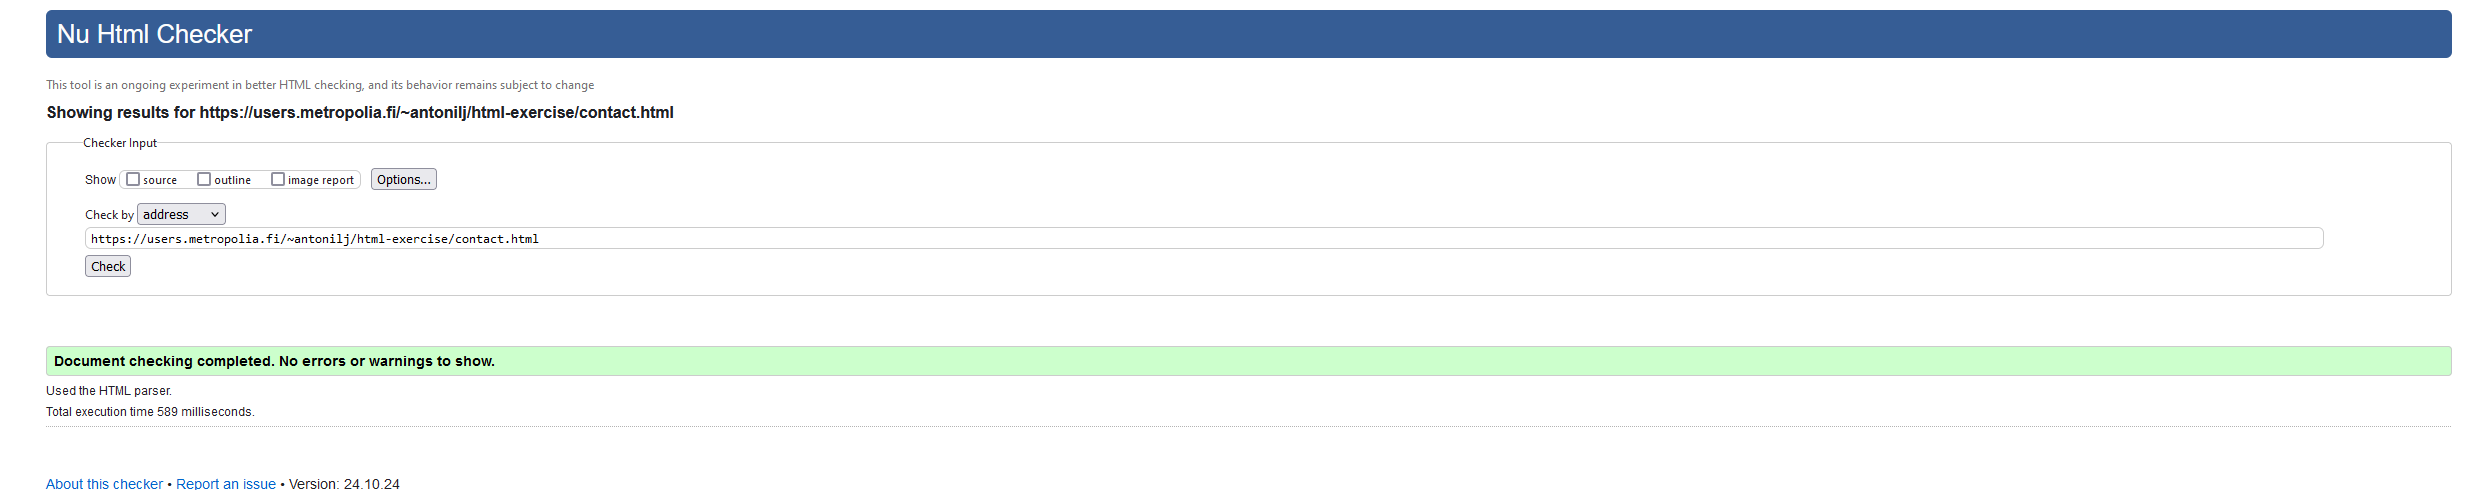 Nu Html Checker
This tool is an ongoing experiment in better HTML checking, and its behavior remains subject to change
Showing results for https://users.metropolia.fi/~antonilj/html-exercise/contact.html
Checker Input
Show source outline image report Options...
Check by address
https://users.metropolia.fi/~antonilj/html-exercise/contact.html
Check
Document checking completed. No errors or warnings to show.
Used the HTML parser.
Total execution time 589 milliseconds.
About this checker • Report an issue • Version: 24.10.24